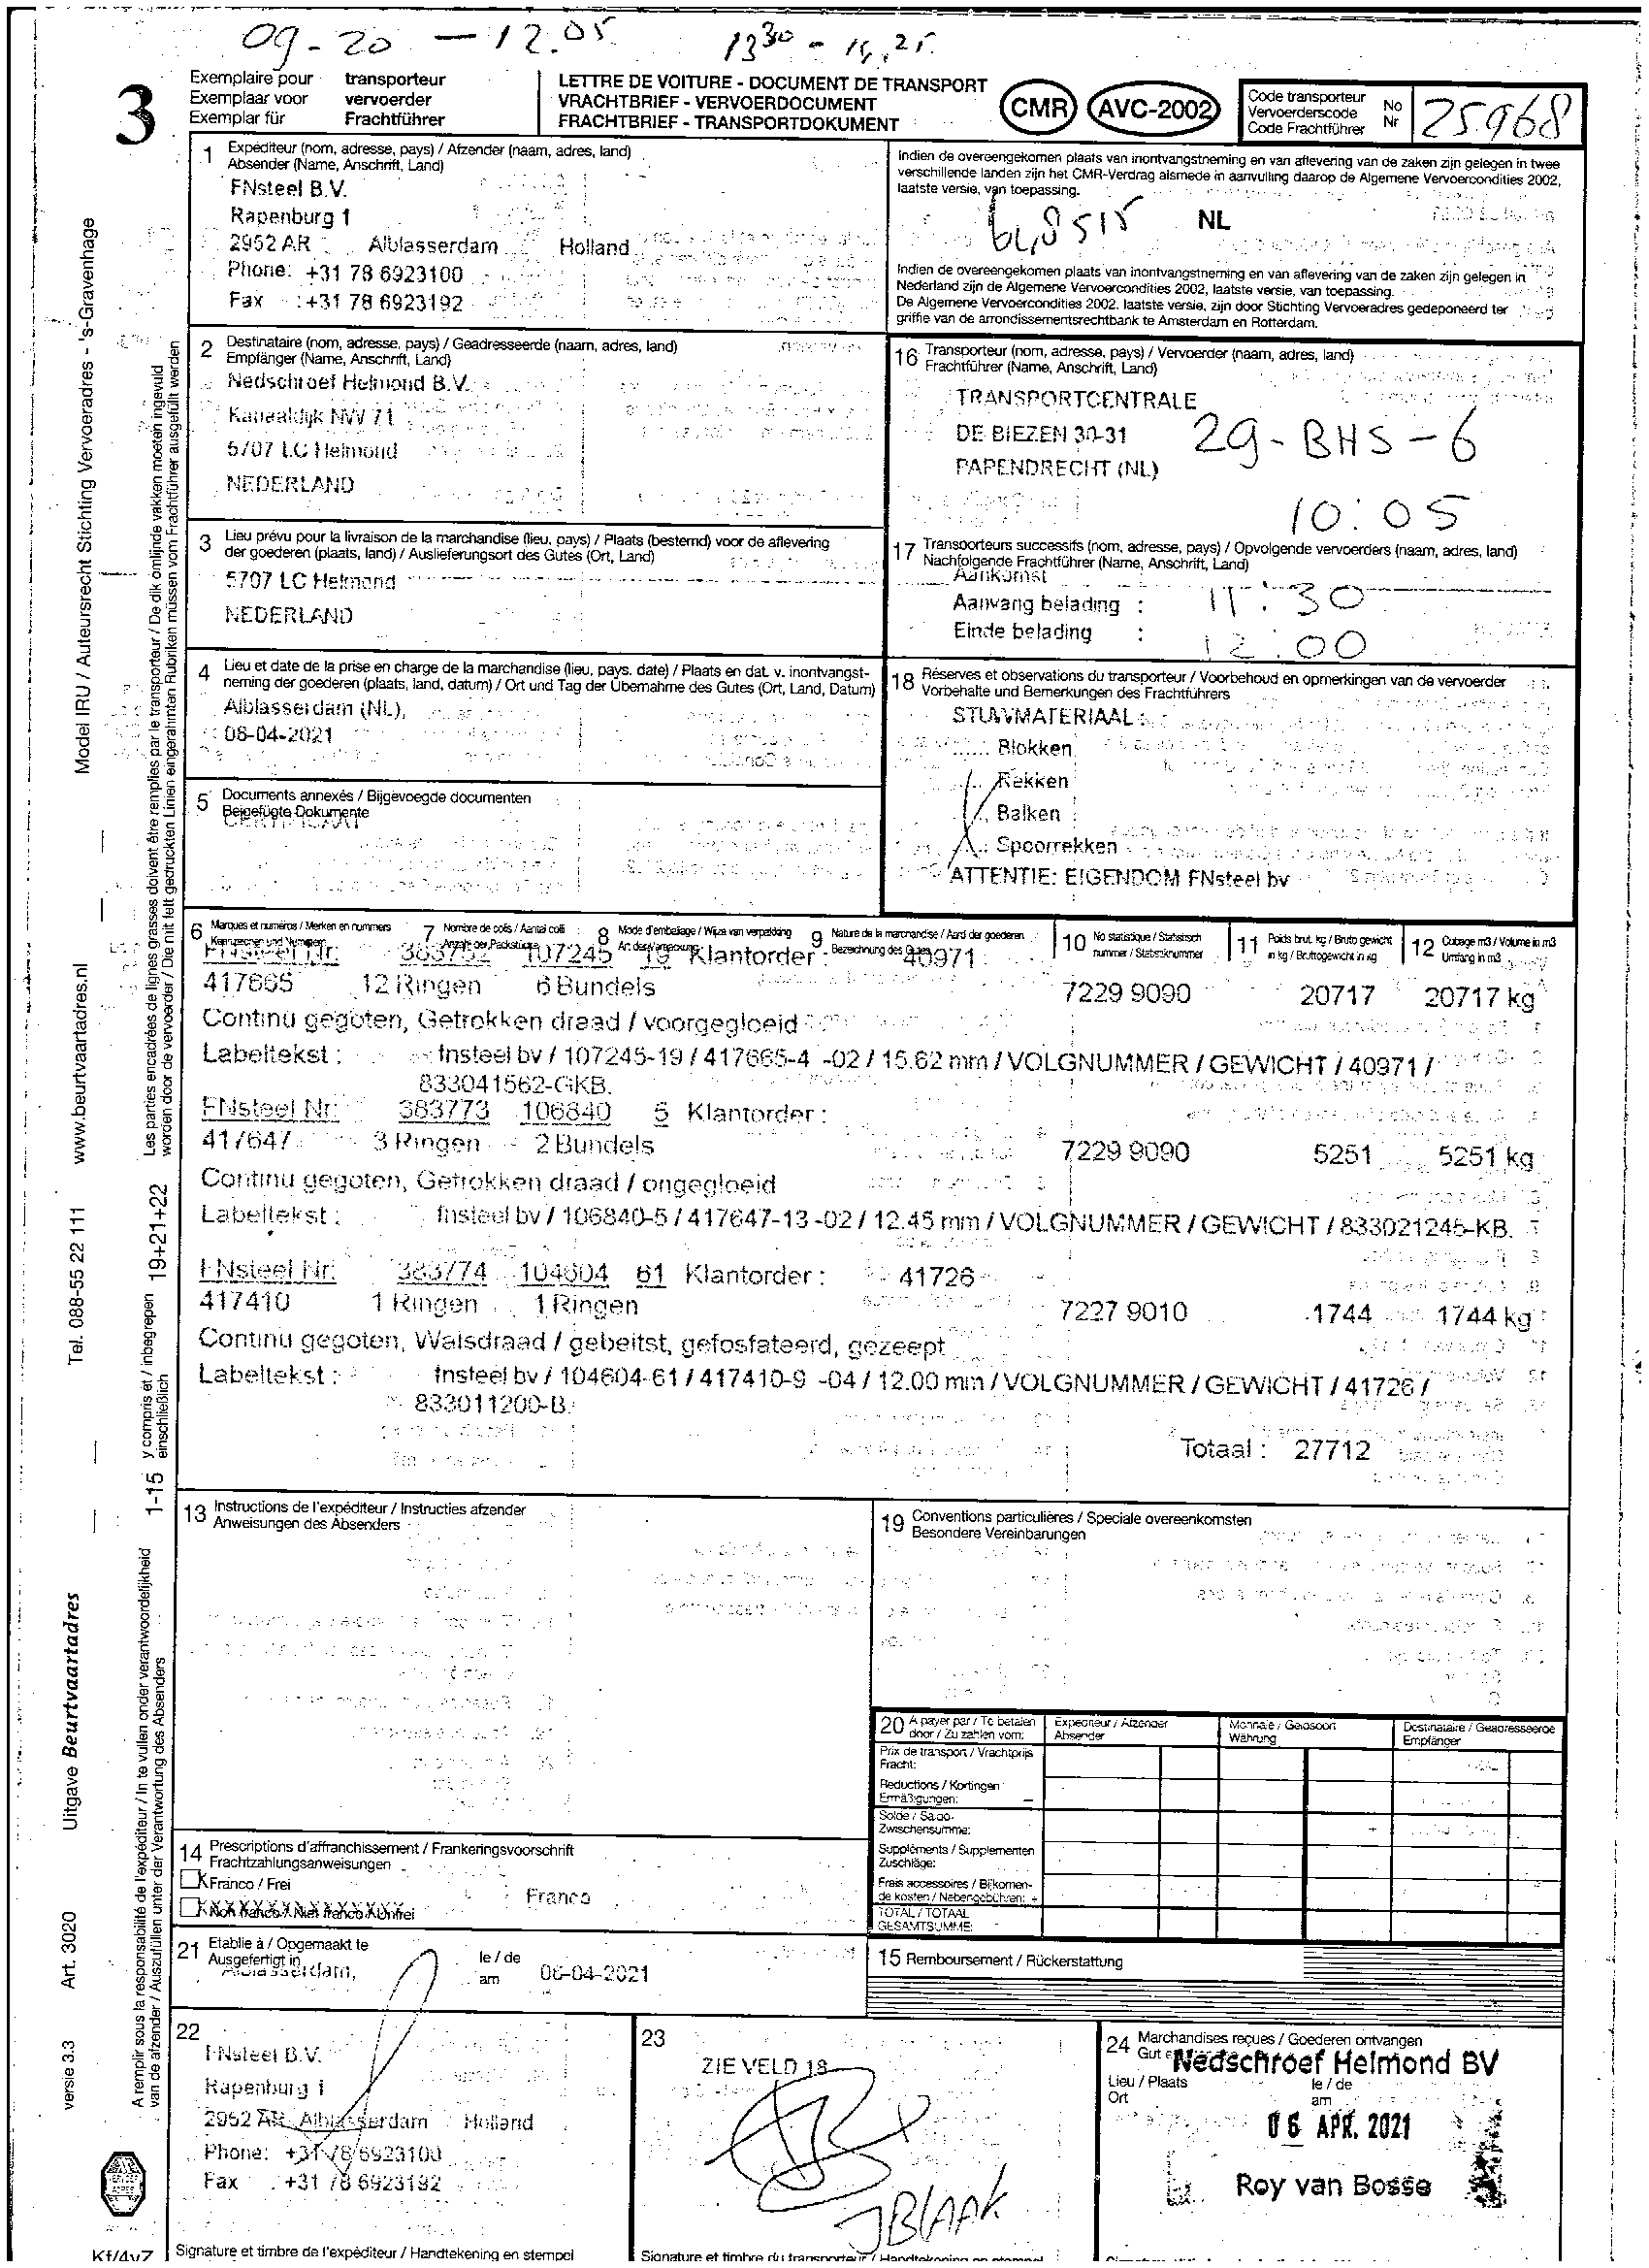 09-20 - 12.05 13 30 - 14,25
3
Exemplaire pour transporteur
Exemplaar voor vervoerder
Exemplar für Frachtführer
LETTRE DE VOITURE - DOCUMENT DE TRANSPORT
VRACHTBRIEF - VERVOERDOCUMENT
FRACHTBRIEF - TRANSPORTDOKUMENT
CMR AVC-2002
Code transporteur
Vervoerderscode
Code Frachtführer
No
Nr
25968
1 Expéditeur (nom, adresse, pays) / Afzender (naam, adres, land)
Absender (Name, Anschrift, Land)
FNsteel B.V.
Rapenburg 1
2952 AR Alblasserdam Holland
Phone: +31 78 6923100
Fax : +31 78 6923192
Indien de overeengekomen plaats van inontvangstneming en van aflevering van de zaken zijn gelegen in twee
verschillende landen zijn het CMR-Verdrag alsmede in aanvulling daarop de Algemene Vervoercondities 2002,
laatste versie, van toepassing.
NL
Indien de overeengekomen plaats van inontvangstneming en van aflevering van de zaken zijn gelegen in
Nederland zijn de Algemene Vervoercondities 2002, laatste versie, van toepassing.
De Algemene Vervoercondities 2002, laatste versie, zijn door Stichting Vervoeradres gedeponeerd ter
griffie van de arrondissementsrechtbank te Amsterdam en Rotterdam.
2 Destinataire (nom, adresse, pays) / Geadresseerde (naam, adres, land)
Empfänger (Name, Anschrift, Land)
Nedschroef Helmond B.V.
Kanaaldijk NW 71
5707 LC Helmond
NEDERLAND
16 Transporteur (nom, adresse, pays) / Vervoerder (naam, adres, land)
Frachtführer (Name, Anschrift, Land)
TRANSPORTCENTRALE
DE BIEZEN 30-31
PAPENDRECHT (NL)
29-BHS-6
10:05
3 Lieu prévu pour la livraison de la marchandise (lieu, pays) / Plaats (bestemd) voor de aflevering
der goederen (plaats, land) / Auslieferungsort des Gutes (Ort, Land)
5707 LC Helmond
NEDERLAND
17 Transporteurs successifs (nom, adresse, pays) / Opvolgende vervoerders (naam, adres, land)
Nachfolgende Frachtführer (Name, Anschrift, Land)
Aankomst
Aanvang belading : 11:30
Einde belading : 12:00
4 Lieu et date de la prise en charge de la marchandise (lieu, pays, date) / Plaats en dat. v. inontvangst-
neming der goederen (plaats, land, datum) / Ort und Tag der Übernahme des Gutes (Ort, Land, Datum)
Alblasserdam (NL),
06-04-2021
18 Réserves et observations du transporteur / Voorbehoud en opmerkingen van de vervoerder
Vorbehalte und Bemerkungen des Frachtführers
STUWMATERIAAL :
Blokken
Rekken
Balken
Spoorrekken
ATTENTIE: EIGENDOM FNsteel bv
5 Documents annexés / Bijgevoegde documenten
Beigefügte Dokumente
CERTIFICAAT
6 Marques et numéros / Merken en nummers
Kennzeichen und Nummern
7 Nombre de colis / Aantal colli
Anzahl der Packstücke
8 Mode d'emballage / Wijze van verpakking
Art der Verpackung
9 Nature de la marchandise / Aard der goederen
Bezeichnung des Gutes
10 No statistique / Statistisch
nummer / Statistiknummer
11 Poids brut, kg / Bruto gewicht
in kg / Bruttogewicht in kg
12 Cubage m3 / Volume in m3
Umfang in m3
FNsteel Nr. 383752 107245 19 Klantorder : 40971
417665 12 Ringen 6 Bundels 7229 9090 20717 20717 kg
Continu gegoten, Getrokken draad / voorgegloeid
Labeltekst : fnsteel bv / 107245-19 / 417665-4 -02 / 15.62 mm / VOLGNUMMER / GEWICHT / 40971 /
833041562-GKB.
FNsteel Nr. 383773 106840 5 Klantorder :
417647 3 Ringen 2 Bundels 7229 9090 5251 5251 kg
Continu gegoten, Getrokken draad / ongegloeid
Labeltekst : fnsteel bv / 106840-5 / 417647-13 -02 / 12.45 mm / VOLGNUMMER / GEWICHT / 833021245-KB.
FNsteel Nr. 383774 104604 61 Klantorder : 41726
417410 1 Ringen 1 Ringen 7227 9010 1744 1744 kg
Continu gegoten, Walsdraad / gebeitst, gefosfateerd, gezeept
Labeltekst : fnsteel bv / 104604-61 / 417410-9 -04 / 12.00 mm / VOLGNUMMER / GEWICHT / 41726 /
833011200-B.
Totaal : 27712
13 Instructions de l'expéditeur / Instructies afzender
Anweisungen des Absenders
19 Conventions particulières / Speciale overeenkomsten
Besondere Vereinbarungen
20 A payer par / Te betalen
door / Zu zahlen vom:
Expediteur / Afzender
Absender
Monnaie / Geldsoort
Währung
Destinataire / Geadresseerde
Empfänger
Prix de transport / Vrachtprijs
Fracht:
Reductions / Kortingen
Ermäßigungen: -
Solde / Saldo
Zwischensumme:
Suppléments / Supplementen
Zuschläge:
Frais accessoires / Bijkomen-
de kosten / Nebengebühren: +
TOTAL / TOTAAL
GESAMTSUMME:
14 Prescriptions d'affranchissement / Frankeringsvoorschrift
Frachtzahlungsanweisungen
X Franco / Frei
Franco
Non franco / Niet franco / Unfrei
XXXXXXXXXXXXXX
21 Etablie à / Opgemaakt te
Ausgefertigt in
Alblasserdam,
le / de
am
06-04-2021
15 Remboursement / Rückerstattung
22
FNsteel B.V.
Rapenburg 1
2952 AR Alblasserdam Holland
Phone: +31 78 6923100
Fax : +31 78 6923192
Signature et timbre de l'expéditeur / Handtekening en stempel
23
ZIE VELD 18
JBLAAK
Signature et timbre du transporteur / Handtekening en stempel
24 Marchandises reçues / Goederen ontvangen
Nedschroef Helmond BV
Lieu / Plaats
Ort
le / de
am
06 APR. 2021
Roy van Bosse
Model IRU / Auteursrecht Stichting Vervoeradres - 's-Gravenhage
www.beurtvaartadres.nl
Tel. 088-55 22 111
Uitgave Beurtvaartadres
Art. 3020
versie 3.3
Les parties encadrées de lignes grasses doivent être remplies par le transporteur / De dik omlijnde vakken moeten ingevuld
worden door de vervoerder / Die mit fett gedruckten Linien eingerahmten Rubriken müssen vom Frachtführer ausgefüllt werden
19+21+22
y compris et / inbegrepen
einschließlich
1-15
A remplir sous la responsabilité de l'expéditeur / In te vullen onder verantwoordelijkheid
van de afzender / Auszufüllen unter der Verantwortung des Absenders
Kf/4vZ